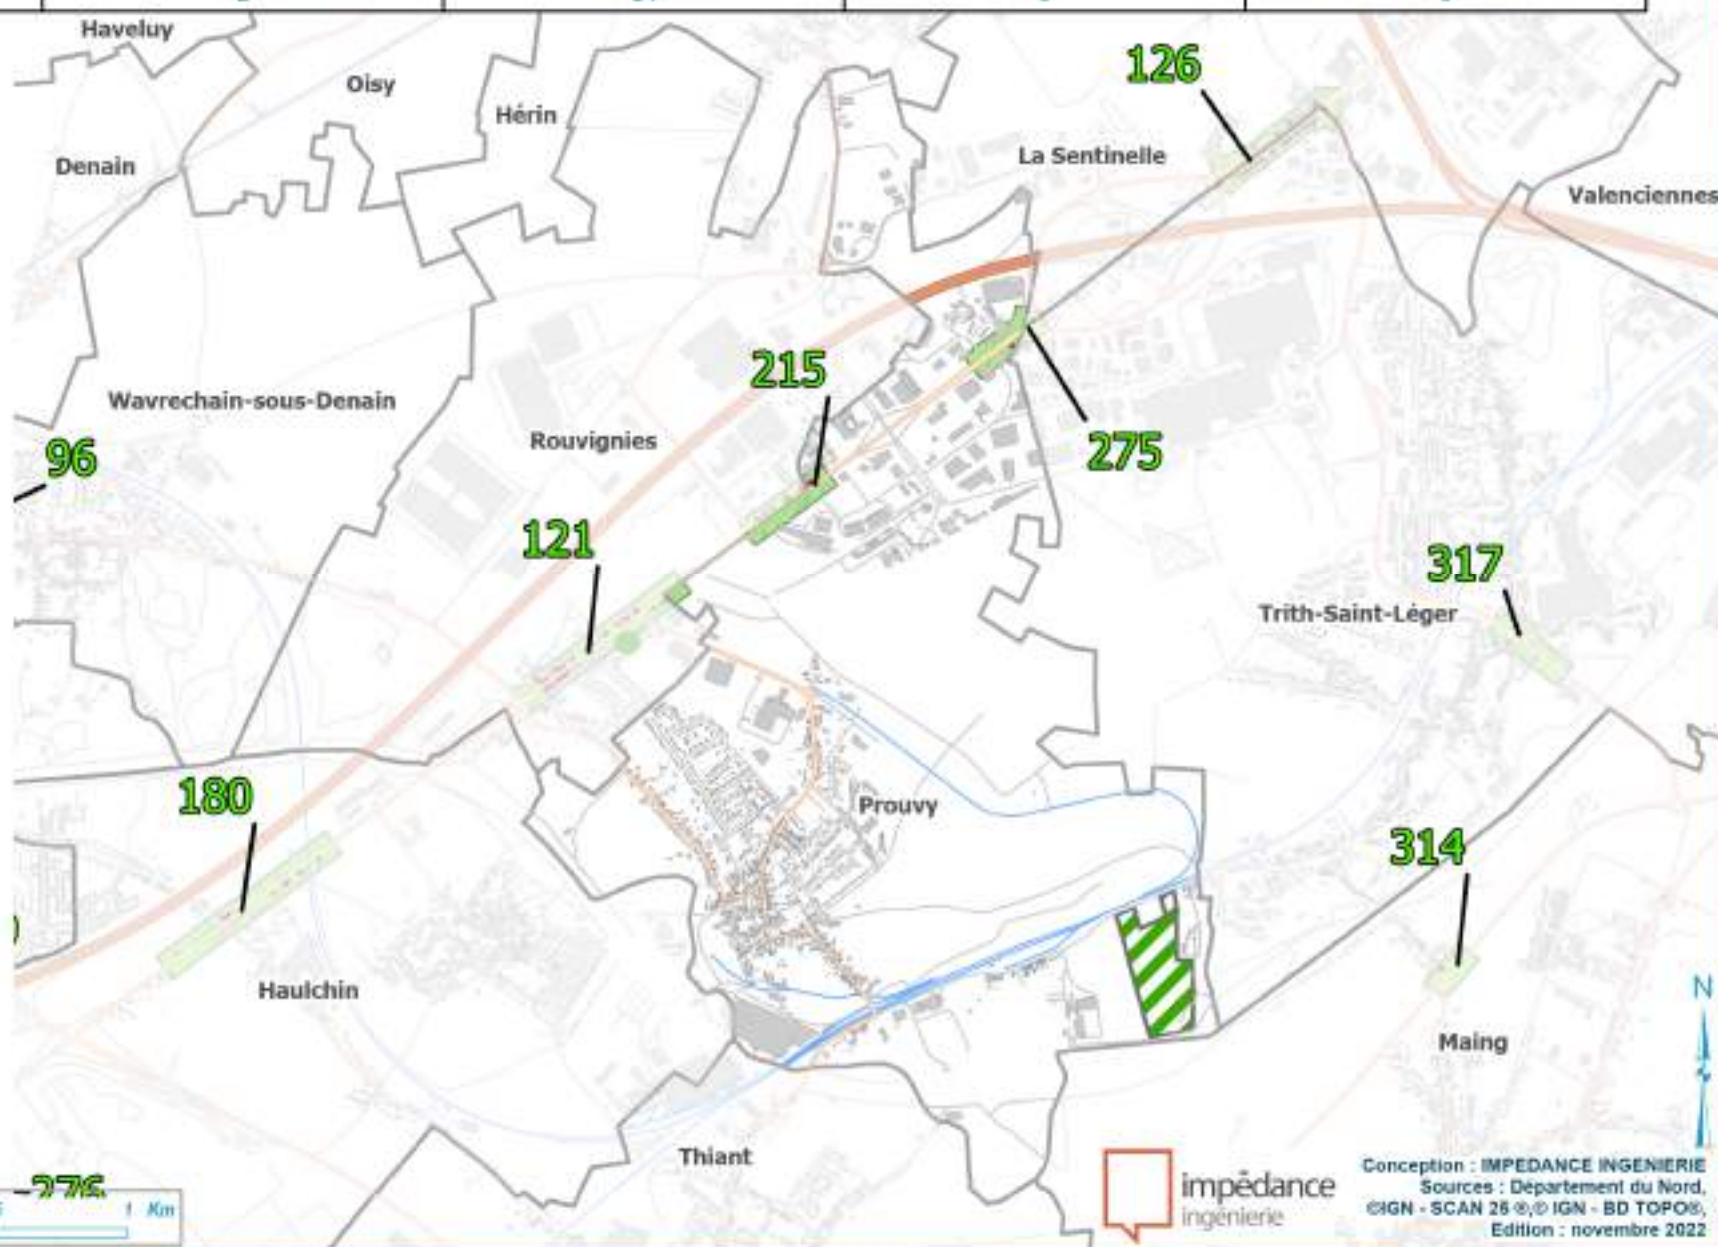 Haveluy
Oisy
Hérin
126
La Sentinelle
Denain
Valenciennes
215
Wavrechain-sous-Denain
Rouvignies
96
275
121
317
Trith-Saint-Léger
180
Prouvy
314
Haulchin
N
Maing
Thiant
276
1 Km
impédance
ingénierie
Conception : IMPEDANCE INGENIERIE
Sources : Département du Nord,
©IGN - SCAN 25 ®,© IGN - BD TOPO®,
Edition : novembre 2022